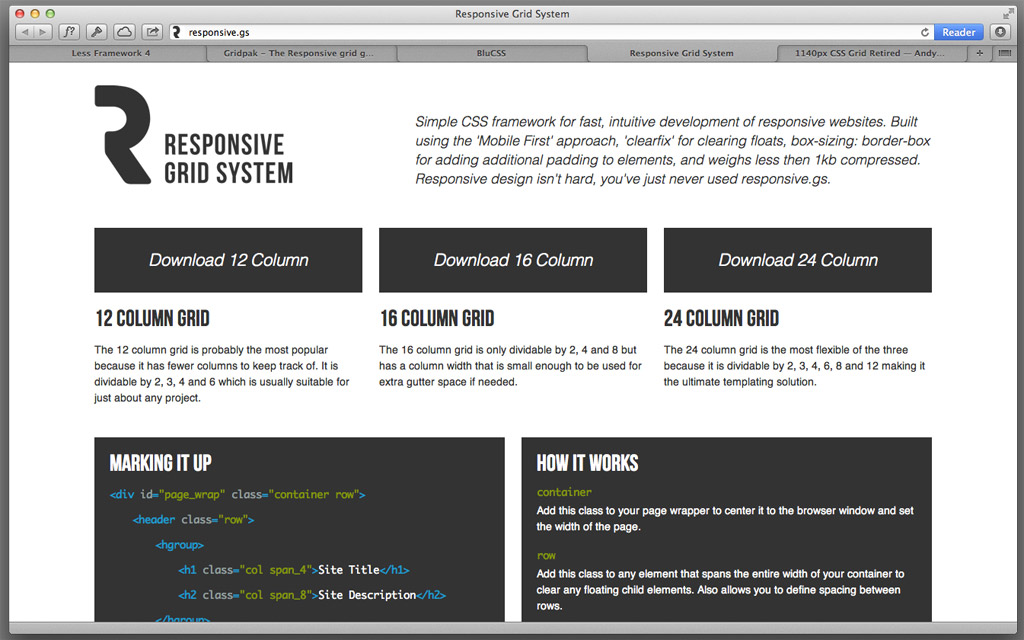 Responsive Grid System
responsive.gs
Reader
Less Framework 4
Gridpak – The Responsive grid g...
BluCSS
Responsive Grid System
1140px CSS Grid Retired — Andy...
RESPONSIVE
GRID SYSTEM
Simple CSS framework for fast, intuitive development of responsive websites. Built
using the 'Mobile First' approach, 'clearfix' for clearing floats, box-sizing: border-box
for adding additional padding to elements, and weighs less then 1kb compressed.
Responsive design isn't hard, you've just never used responsive.gs.
Download 12 Column
Download 16 Column
Download 24 Column
12 COLUMN GRID
The 12 column grid is probably the most popular
because it has fewer columns to keep track of. It is
dividable by 2, 3, 4 and 6 which is usually suitable for
just about any project.
16 COLUMN GRID
The 16 column grid is only dividable by 2, 4 and 8 but
has a column width that is small enough to be used for
extra gutter space if needed.
24 COLUMN GRID
The 24 column grid is the most flexible of the three
because it is dividable by 2, 3, 4, 6, 8 and 12 making it
the ultimate templating solution.
MARKING IT UP
<div id="page_wrap" class="container row">
<header class="row">
<hgroup>
<h1 class="col span_4">Site Title</h1>
<h2 class="col span_8">Site Description</h2>
</hgroup>
HOW IT WORKS
container
Add this class to your page wrapper to center it to the browser window and set
the width of the page.
row
Add this class to any element that spans the entire width of your container to
clear any floating child elements. Also allows you to define spacing between
rows.